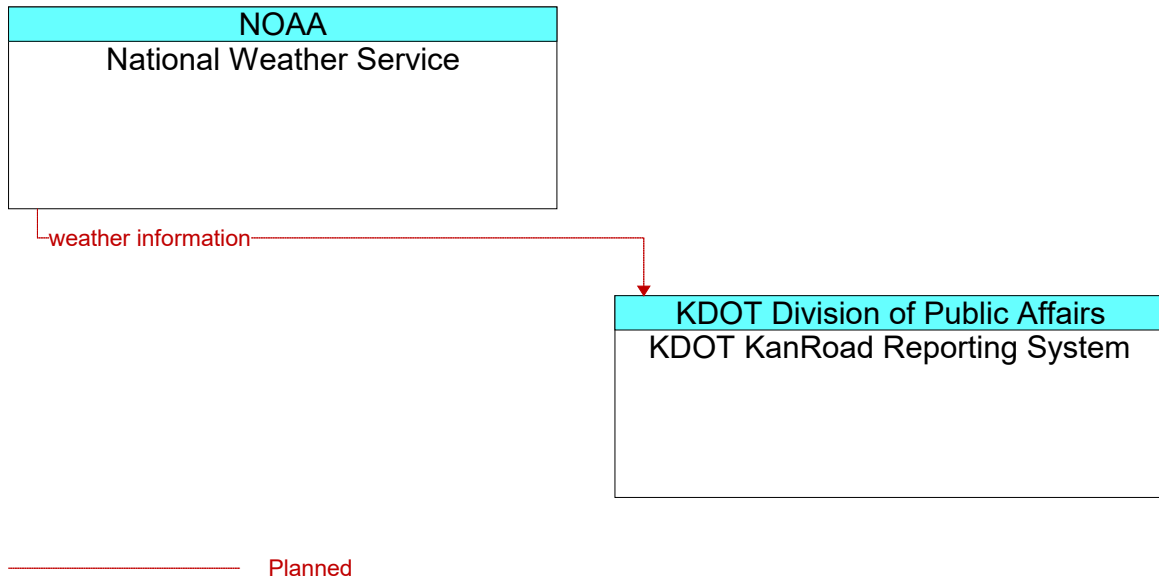 NOAA
National Weather Service
weather information
KDOT Division of Public Affairs
KDOT KanRoad Reporting System
Planned